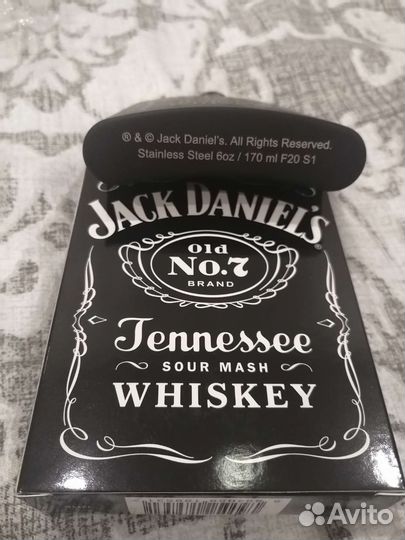 ® & © Jack Daniel's. All Rights Reserved.
Stainless Steel 6oz / 170 ml F20 S1
JACK DANIEL'S®
Old
No.7
BRAND
Tennessee
SOUR MASH
WHISKEY
Avito